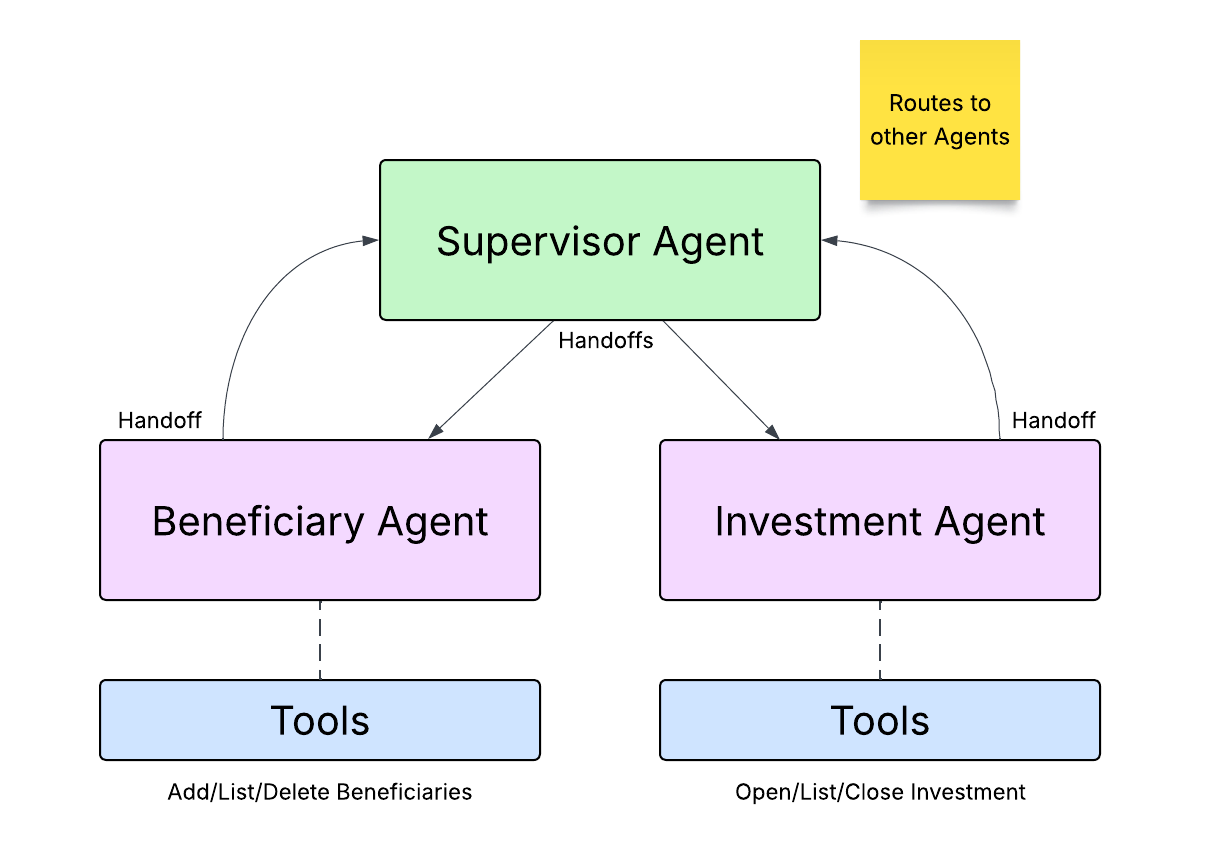 Routes to
other Agents
Supervisor Agent
Handoffs
Handoff
Handoff
Beneficiary Agent
Investment Agent
Tools
Tools
Add/List/Delete Beneficiaries
Open/List/Close Investment